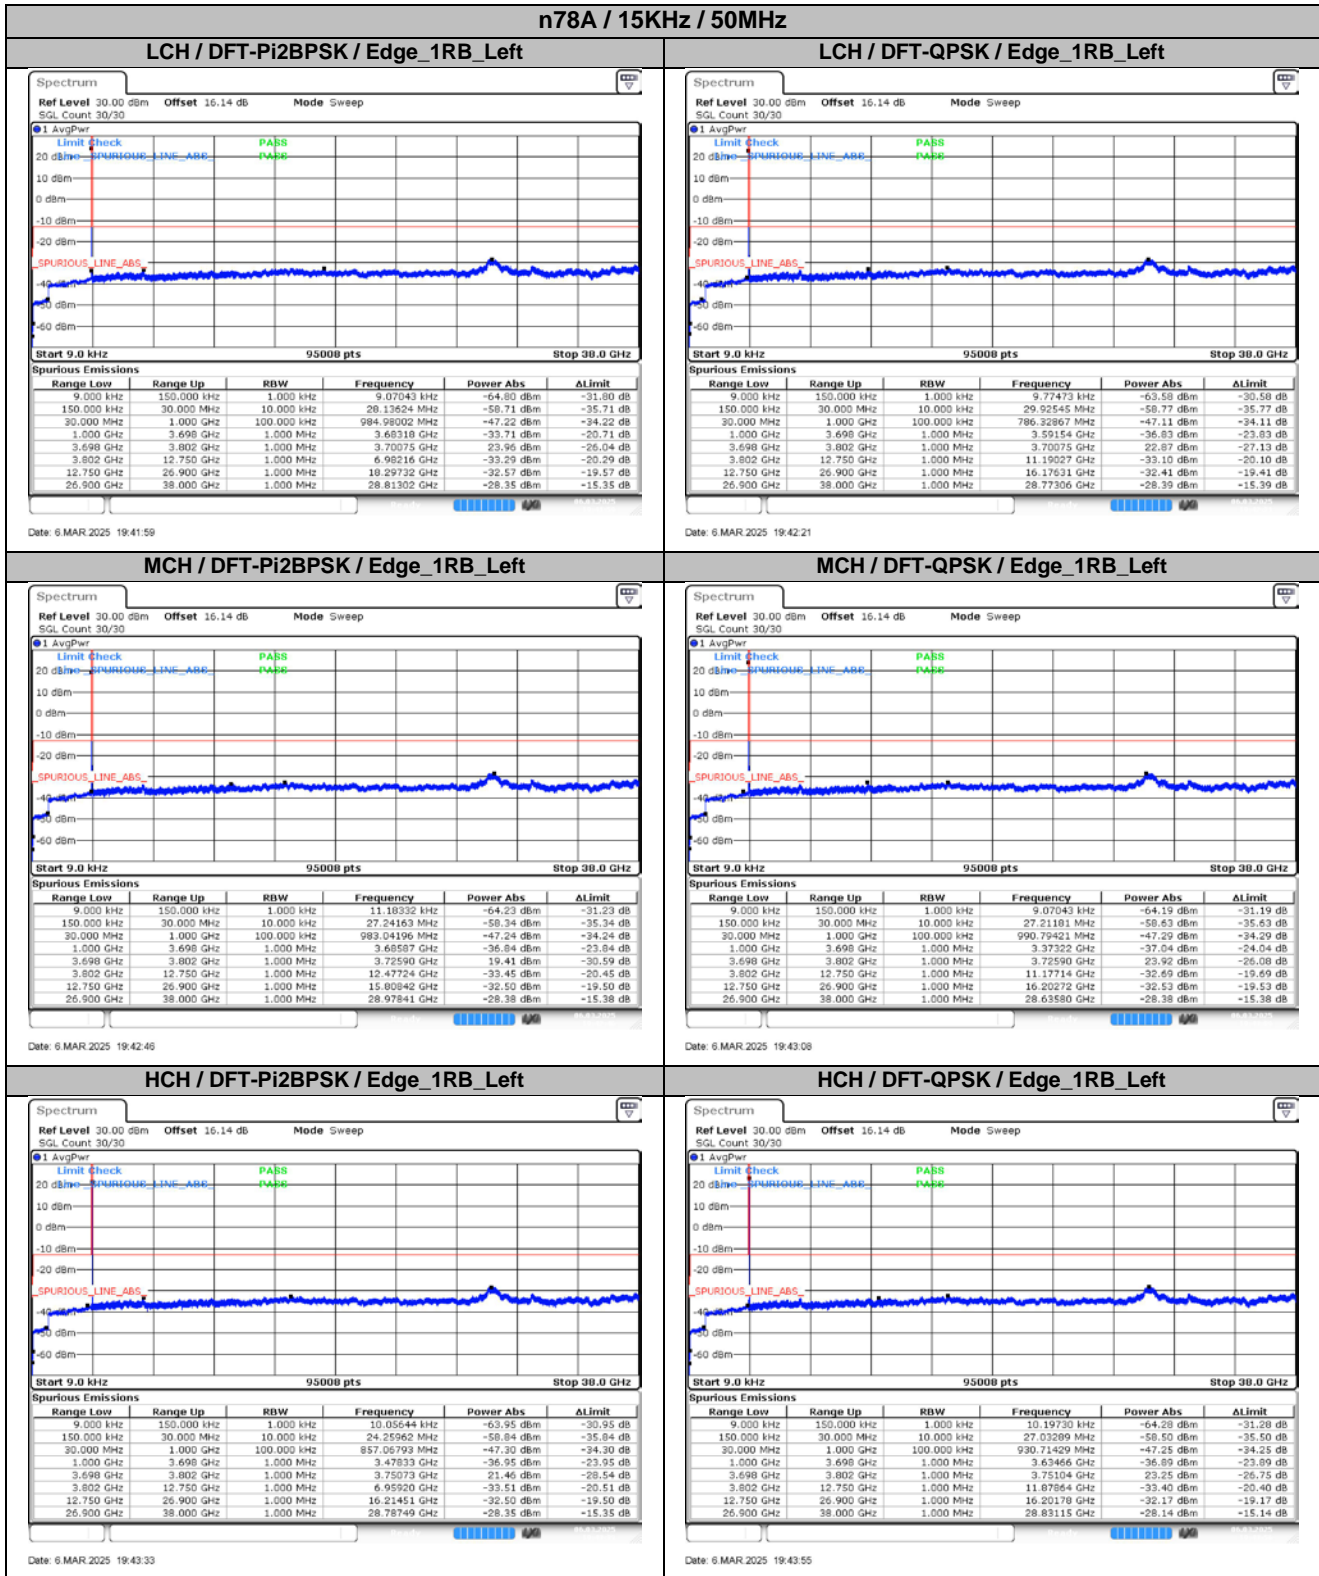 n78A / 15KHz / 50MHz
LCH / DFT-Pi2BPSK / Edge_1RB_Left
Spectrum
Ref Level 30.00 dBm Offset 16.14 dB Mode Sweep
SGL Count 30/30
1 AvgPwr
Limit Check PASS
Line _SPURIOUS_LINE_ABS_ PASS
20 dBm
10 dBm
0 dBm
-10 dBm
-20 dBm
_SPURIOUS_LINE_ABS_
-40 dBm
-50 dBm
-60 dBm
Start 9.0 kHz 95008 pts Stop 38.0 GHz
Spurious Emissions
Range Low Range Up RBW Frequency Power Abs ΔLimit
9.000 kHz 150.000 kHz 1.000 kHz 9.07043 kHz -64.80 dBm -31.80 dB
150.000 kHz 30.000 MHz 10.000 kHz 28.13624 MHz -58.71 dBm -35.71 dB
30.000 MHz 1.000 GHz 100.000 kHz 984.98002 MHz -47.22 dBm -34.22 dB
1.000 GHz 3.698 GHz 1.000 MHz 3.68318 GHz -33.71 dBm -20.71 dB
3.698 GHz 3.802 GHz 1.000 MHz 3.70075 GHz 23.96 dBm -26.04 dB
3.802 GHz 12.750 GHz 1.000 MHz 6.98216 GHz -33.29 dBm -20.29 dB
12.750 GHz 26.900 GHz 1.000 MHz 18.29732 GHz -32.57 dBm -19.57 dB
26.900 GHz 38.000 GHz 1.000 MHz 28.81302 GHz -28.35 dBm -15.35 dB
Date: 6.MAR.2025 19:41:59
LCH / DFT-QPSK / Edge_1RB_Left
Spectrum
Ref Level 30.00 dBm Offset 16.14 dB Mode Sweep
SGL Count 30/30
1 AvgPwr
Limit Check PASS
Line _SPURIOUS_LINE_ABS_ PASS
20 dBm
10 dBm
0 dBm
-10 dBm
-20 dBm
_SPURIOUS_LINE_ABS_
-40 dBm
-50 dBm
-60 dBm
Start 9.0 kHz 95008 pts Stop 38.0 GHz
Spurious Emissions
Range Low Range Up RBW Frequency Power Abs ΔLimit
9.000 kHz 150.000 kHz 1.000 kHz 9.77473 kHz -63.58 dBm -30.58 dB
150.000 kHz 30.000 MHz 10.000 kHz 29.92545 MHz -58.77 dBm -35.77 dB
30.000 MHz 1.000 GHz 100.000 kHz 786.32867 MHz -47.11 dBm -34.11 dB
1.000 GHz 3.698 GHz 1.000 MHz 3.59154 GHz -36.83 dBm -23.83 dB
3.698 GHz 3.802 GHz 1.000 MHz 3.70075 GHz 22.87 dBm -27.13 dB
3.802 GHz 12.750 GHz 1.000 MHz 11.19027 GHz -33.10 dBm -20.10 dB
12.750 GHz 26.900 GHz 1.000 MHz 16.17631 GHz -32.41 dBm -19.41 dB
26.900 GHz 38.000 GHz 1.000 MHz 28.77306 GHz -28.39 dBm -15.39 dB
Date: 6.MAR.2025 19:42:21
MCH / DFT-Pi2BPSK / Edge_1RB_Left
Spectrum
Ref Level 30.00 dBm Offset 16.14 dB Mode Sweep
SGL Count 30/30
1 AvgPwr
Limit Check PASS
Line _SPURIOUS_LINE_ABS_ PASS
20 dBm
10 dBm
0 dBm
-10 dBm
-20 dBm
_SPURIOUS_LINE_ABS_
-40 dBm
-50 dBm
-60 dBm
Start 9.0 kHz 95008 pts Stop 38.0 GHz
Spurious Emissions
Range Low Range Up RBW Frequency Power Abs ΔLimit
9.000 kHz 150.000 kHz 1.000 kHz 11.18332 kHz -64.23 dBm -31.23 dB
150.000 kHz 30.000 MHz 10.000 kHz 27.24163 MHz -58.34 dBm -35.34 dB
30.000 MHz 1.000 GHz 100.000 kHz 983.04196 MHz -47.24 dBm -34.24 dB
1.000 GHz 3.698 GHz 1.000 MHz 3.68587 GHz -36.84 dBm -23.84 dB
3.698 GHz 3.802 GHz 1.000 MHz 3.72590 GHz 19.41 dBm -30.59 dB
3.802 GHz 12.750 GHz 1.000 MHz 12.47724 GHz -33.45 dBm -20.45 dB
12.750 GHz 26.900 GHz 1.000 MHz 15.80842 GHz -32.50 dBm -19.50 dB
26.900 GHz 38.000 GHz 1.000 MHz 28.97841 GHz -28.38 dBm -15.38 dB
Date: 6.MAR.2025 19:42:46
MCH / DFT-QPSK / Edge_1RB_Left
Spectrum
Ref Level 30.00 dBm Offset 16.14 dB Mode Sweep
SGL Count 30/30
1 AvgPwr
Limit Check PASS
Line _SPURIOUS_LINE_ABS_ PASS
20 dBm
10 dBm
0 dBm
-10 dBm
-20 dBm
_SPURIOUS_LINE_ABS_
-40 dBm
-50 dBm
-60 dBm
Start 9.0 kHz 95008 pts Stop 38.0 GHz
Spurious Emissions
Range Low Range Up RBW Frequency Power Abs ΔLimit
9.000 kHz 150.000 kHz 1.000 kHz 9.07043 kHz -64.19 dBm -31.19 dB
150.000 kHz 30.000 MHz 10.000 kHz 27.21181 MHz -58.63 dBm -35.63 dB
30.000 MHz 1.000 GHz 100.000 kHz 990.79421 MHz -47.29 dBm -34.29 dB
1.000 GHz 3.698 GHz 1.000 MHz 3.37322 GHz -37.04 dBm -24.04 dB
3.698 GHz 3.802 GHz 1.000 MHz 3.72590 GHz 23.92 dBm -26.08 dB
3.802 GHz 12.750 GHz 1.000 MHz 11.17714 GHz -32.69 dBm -19.69 dB
12.750 GHz 26.900 GHz 1.000 MHz 16.20272 GHz -32.53 dBm -19.53 dB
26.900 GHz 38.000 GHz 1.000 MHz 28.63580 GHz -28.38 dBm -15.38 dB
Date: 6.MAR.2025 19:43:08
HCH / DFT-Pi2BPSK / Edge_1RB_Left
Spectrum
Ref Level 30.00 dBm Offset 16.14 dB Mode Sweep
SGL Count 30/30
1 AvgPwr
Limit Check PASS
Line _SPURIOUS_LINE_ABS_ PASS
20 dBm
10 dBm
0 dBm
-10 dBm
-20 dBm
_SPURIOUS_LINE_ABS_
-40 dBm
-50 dBm
-60 dBm
Start 9.0 kHz 95008 pts Stop 38.0 GHz
Spurious Emissions
Range Low Range Up RBW Frequency Power Abs ΔLimit
9.000 kHz 150.000 kHz 1.000 kHz 10.05644 kHz -63.95 dBm -30.95 dB
150.000 kHz 30.000 MHz 10.000 kHz 24.25962 MHz -58.84 dBm -35.84 dB
30.000 MHz 1.000 GHz 100.000 kHz 857.06793 MHz -47.30 dBm -34.30 dB
1.000 GHz 3.698 GHz 1.000 MHz 3.47833 GHz -36.95 dBm -23.95 dB
3.698 GHz 3.802 GHz 1.000 MHz 3.75073 GHz 21.46 dBm -28.54 dB
3.802 GHz 12.750 GHz 1.000 MHz 6.95920 GHz -33.51 dBm -20.51 dB
12.750 GHz 26.900 GHz 1.000 MHz 16.21451 GHz -32.50 dBm -19.50 dB
26.900 GHz 38.000 GHz 1.000 MHz 28.78749 GHz -28.35 dBm -15.35 dB
Date: 6.MAR.2025 19:43:33
HCH / DFT-QPSK / Edge_1RB_Left
Spectrum
Ref Level 30.00 dBm Offset 16.14 dB Mode Sweep
SGL Count 30/30
1 AvgPwr
Limit Check PASS
Line _SPURIOUS_LINE_ABS_ PASS
20 dBm
10 dBm
0 dBm
-10 dBm
-20 dBm
_SPURIOUS_LINE_ABS_
-40 dBm
-50 dBm
-60 dBm
Start 9.0 kHz 95008 pts Stop 38.0 GHz
Spurious Emissions
Range Low Range Up RBW Frequency Power Abs ΔLimit
9.000 kHz 150.000 kHz 1.000 kHz 10.19730 kHz -64.28 dBm -31.28 dB
150.000 kHz 30.000 MHz 10.000 kHz 27.03289 MHz -58.50 dBm -35.50 dB
30.000 MHz 1.000 GHz 100.000 kHz 930.71429 MHz -47.25 dBm -34.25 dB
1.000 GHz 3.698 GHz 1.000 MHz 3.63466 GHz -36.89 dBm -23.89 dB
3.698 GHz 3.802 GHz 1.000 MHz 3.75104 GHz 23.25 dBm -26.75 dB
3.802 GHz 12.750 GHz 1.000 MHz 11.87864 GHz -33.40 dBm -20.40 dB
12.750 GHz 26.900 GHz 1.000 MHz 16.20178 GHz -32.17 dBm -19.17 dB
26.900 GHz 38.000 GHz 1.000 MHz 28.83115 GHz -28.14 dBm -15.14 dB
Date: 6.MAR.2025 19:43:55